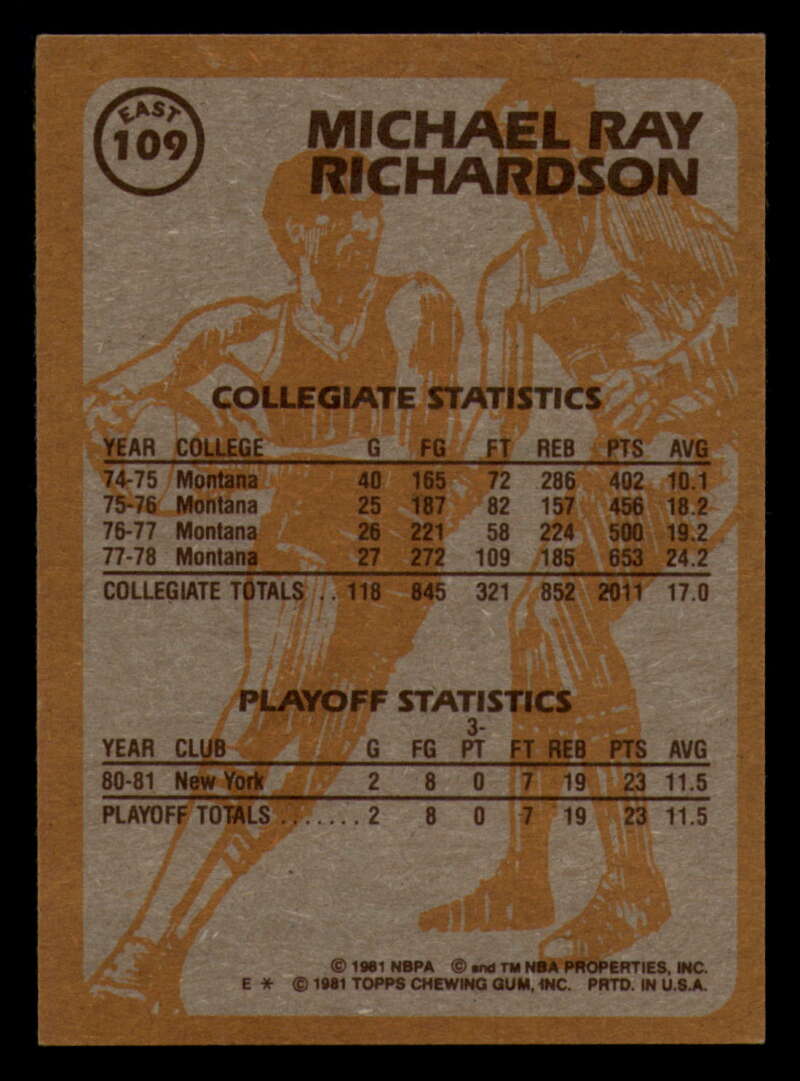 EAST
109
MICHAEL RAY
RICHARDSON
COLLEGIATE STATISTICS
YEAR COLLEGE G FG FT REB PTS AVG
74-75 Montana 40 165 72 286 402 10.1
75-76 Montana 25 187 82 157 456 18.2
76-77 Montana 26 221 58 224 500 19.2
77-78 Montana 27 272 109 185 653 24.2
COLLEGIATE TOTALS .. 118 845 321 852 2011 17.0
PLAYOFF STATISTICS
3-
YEAR CLUB G FG PT FT REB PTS AVG
80-81 New York 2 8 0 7 19 23 11.5
PLAYOFF TOTALS ....... 2 8 0 7 19 23 11.5
© 1981 NBPA © and TM NBA PROPERTIES, INC.
E * © 1981 TOPPS CHEWING GUM, INC. PRTD. IN U.S.A.